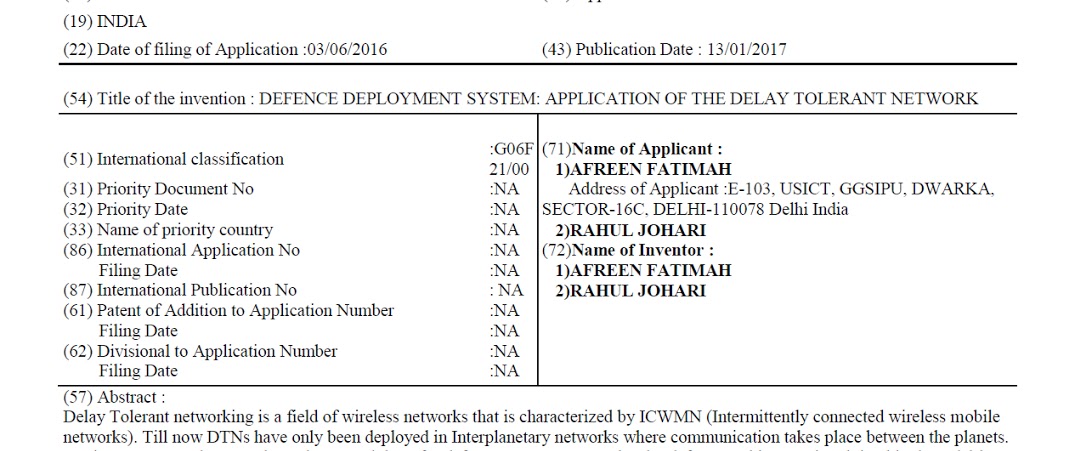 (19) INDIA
(22) Date of filing of Application :03/06/2016 (43) Publication Date : 13/01/2017
(54) Title of the invention : DEFENCE DEPLOYMENT SYSTEM: APPLICATION OF THE DELAY TOLERANT NETWORK
(51) International classification :G06F 21/00
(31) Priority Document No :NA
(32) Priority Date :NA
(33) Name of priority country :NA
(86) International Application No :NA
Filing Date :NA
(87) International Publication No : NA
(61) Patent of Addition to Application Number :NA
Filing Date :NA
(62) Divisional to Application Number :NA
Filing Date :NA
(71)Name of Applicant :
1)AFREEN FATIMAH
Address of Applicant :E-103, USICT, GGSIPU, DWARKA,
SECTOR-16C, DELHI-110078 Delhi India
2)RAHUL JOHARI
(72)Name of Inventor :
1)AFREEN FATIMAH
2)RAHUL JOHARI
(57) Abstract :
Delay Tolerant networking is a field of wireless networks that is characterized by ICWMN (Intermittently connected wireless mobile
networks). Till now DTNs have only been deployed in Interplanetary networks where communication takes place between the planets.